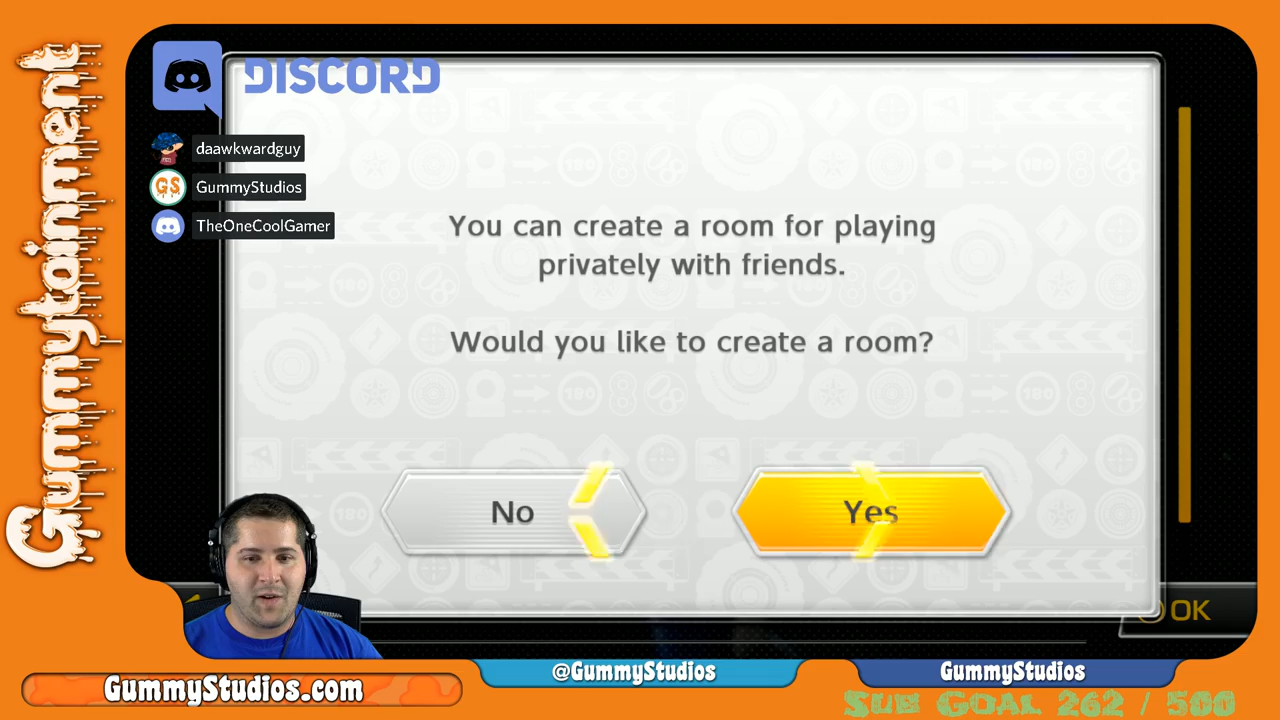 Gummytainment
DISCORD
daawkwardguy
GS
GummyStudios
TheOneCoolGamer
You can create a room for playing
privately with friends.
Would you like to create a room?
No
Yes
OK
GummyStudios.com
@GummyStudios
GummyStudios
Sub Goal 262 / 500